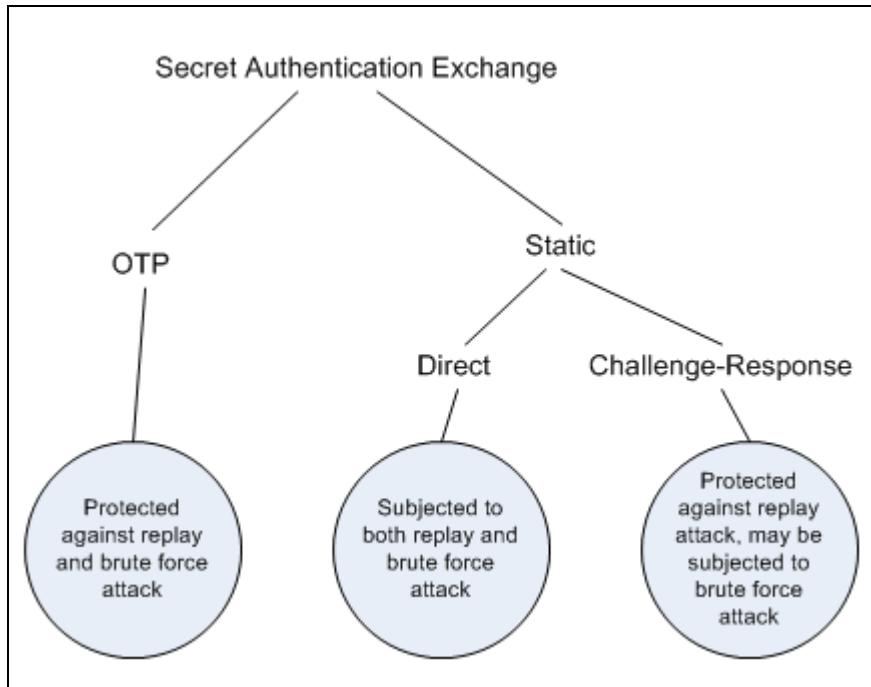 Secret Authentication Exchange
OTP
Static
Direct
Challenge-Response
Protected
against replay
and brute force
attack
Subjected to
both replay and
brute force
attack
Protected
against replay
attack, may be
subjected to
brute force
attack